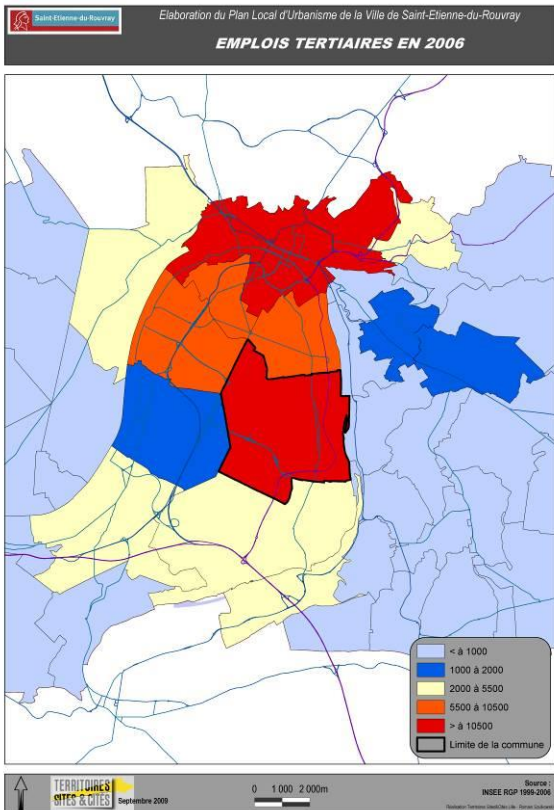 Saint-Etienne-du-Rouvray
Elaboration du Plan Local d'Urbanisme de la Ville de Saint-Etienne-du-Rouvray
EMPLOIS TERTIAIRES EN 2006
< à 1000
1000 à 2000
2000 à 5500
5500 à 10500
> à 10500
Limite de la commune
TERRITOIRES
SITES & CITÉS
Septembre 2009
0 1 000 2 000m
Source :
INSEE RGP 1999-2006